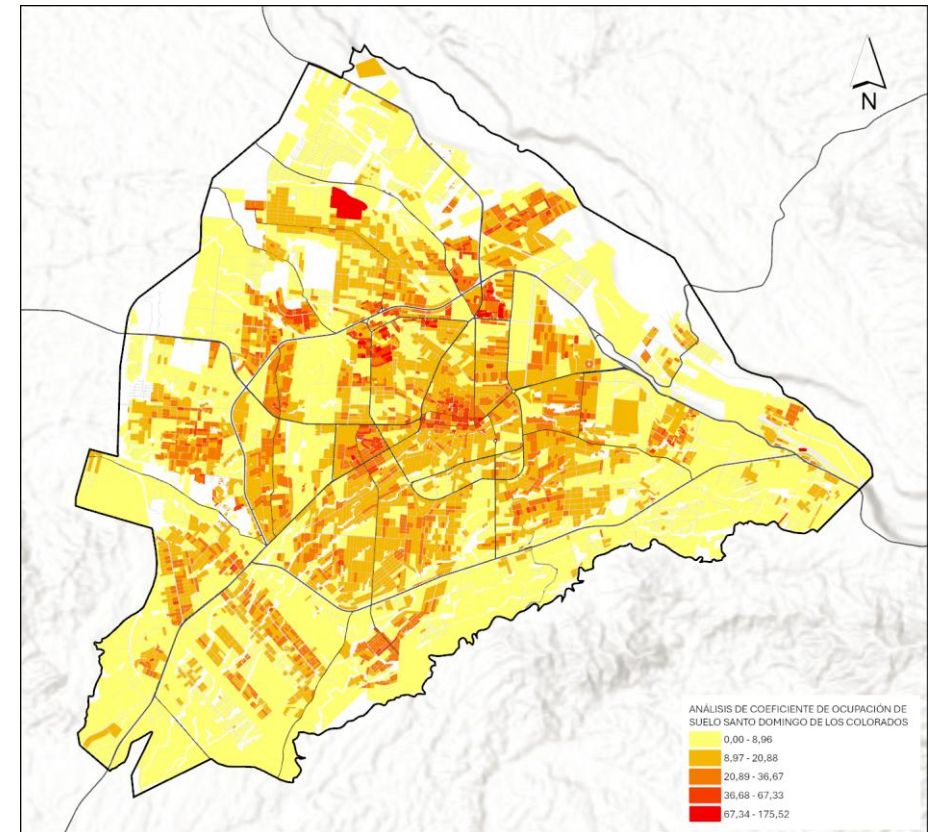 N
ANÁLISIS DE COEFICIENTE DE OCUPACIÓN DE
SUELO SANTO DOMINGO DE LOS COLORADOS
0,00 - 8,96
8,97 - 20,88
20,89 - 36,67
36,68 - 67,33
67,34 - 175,52